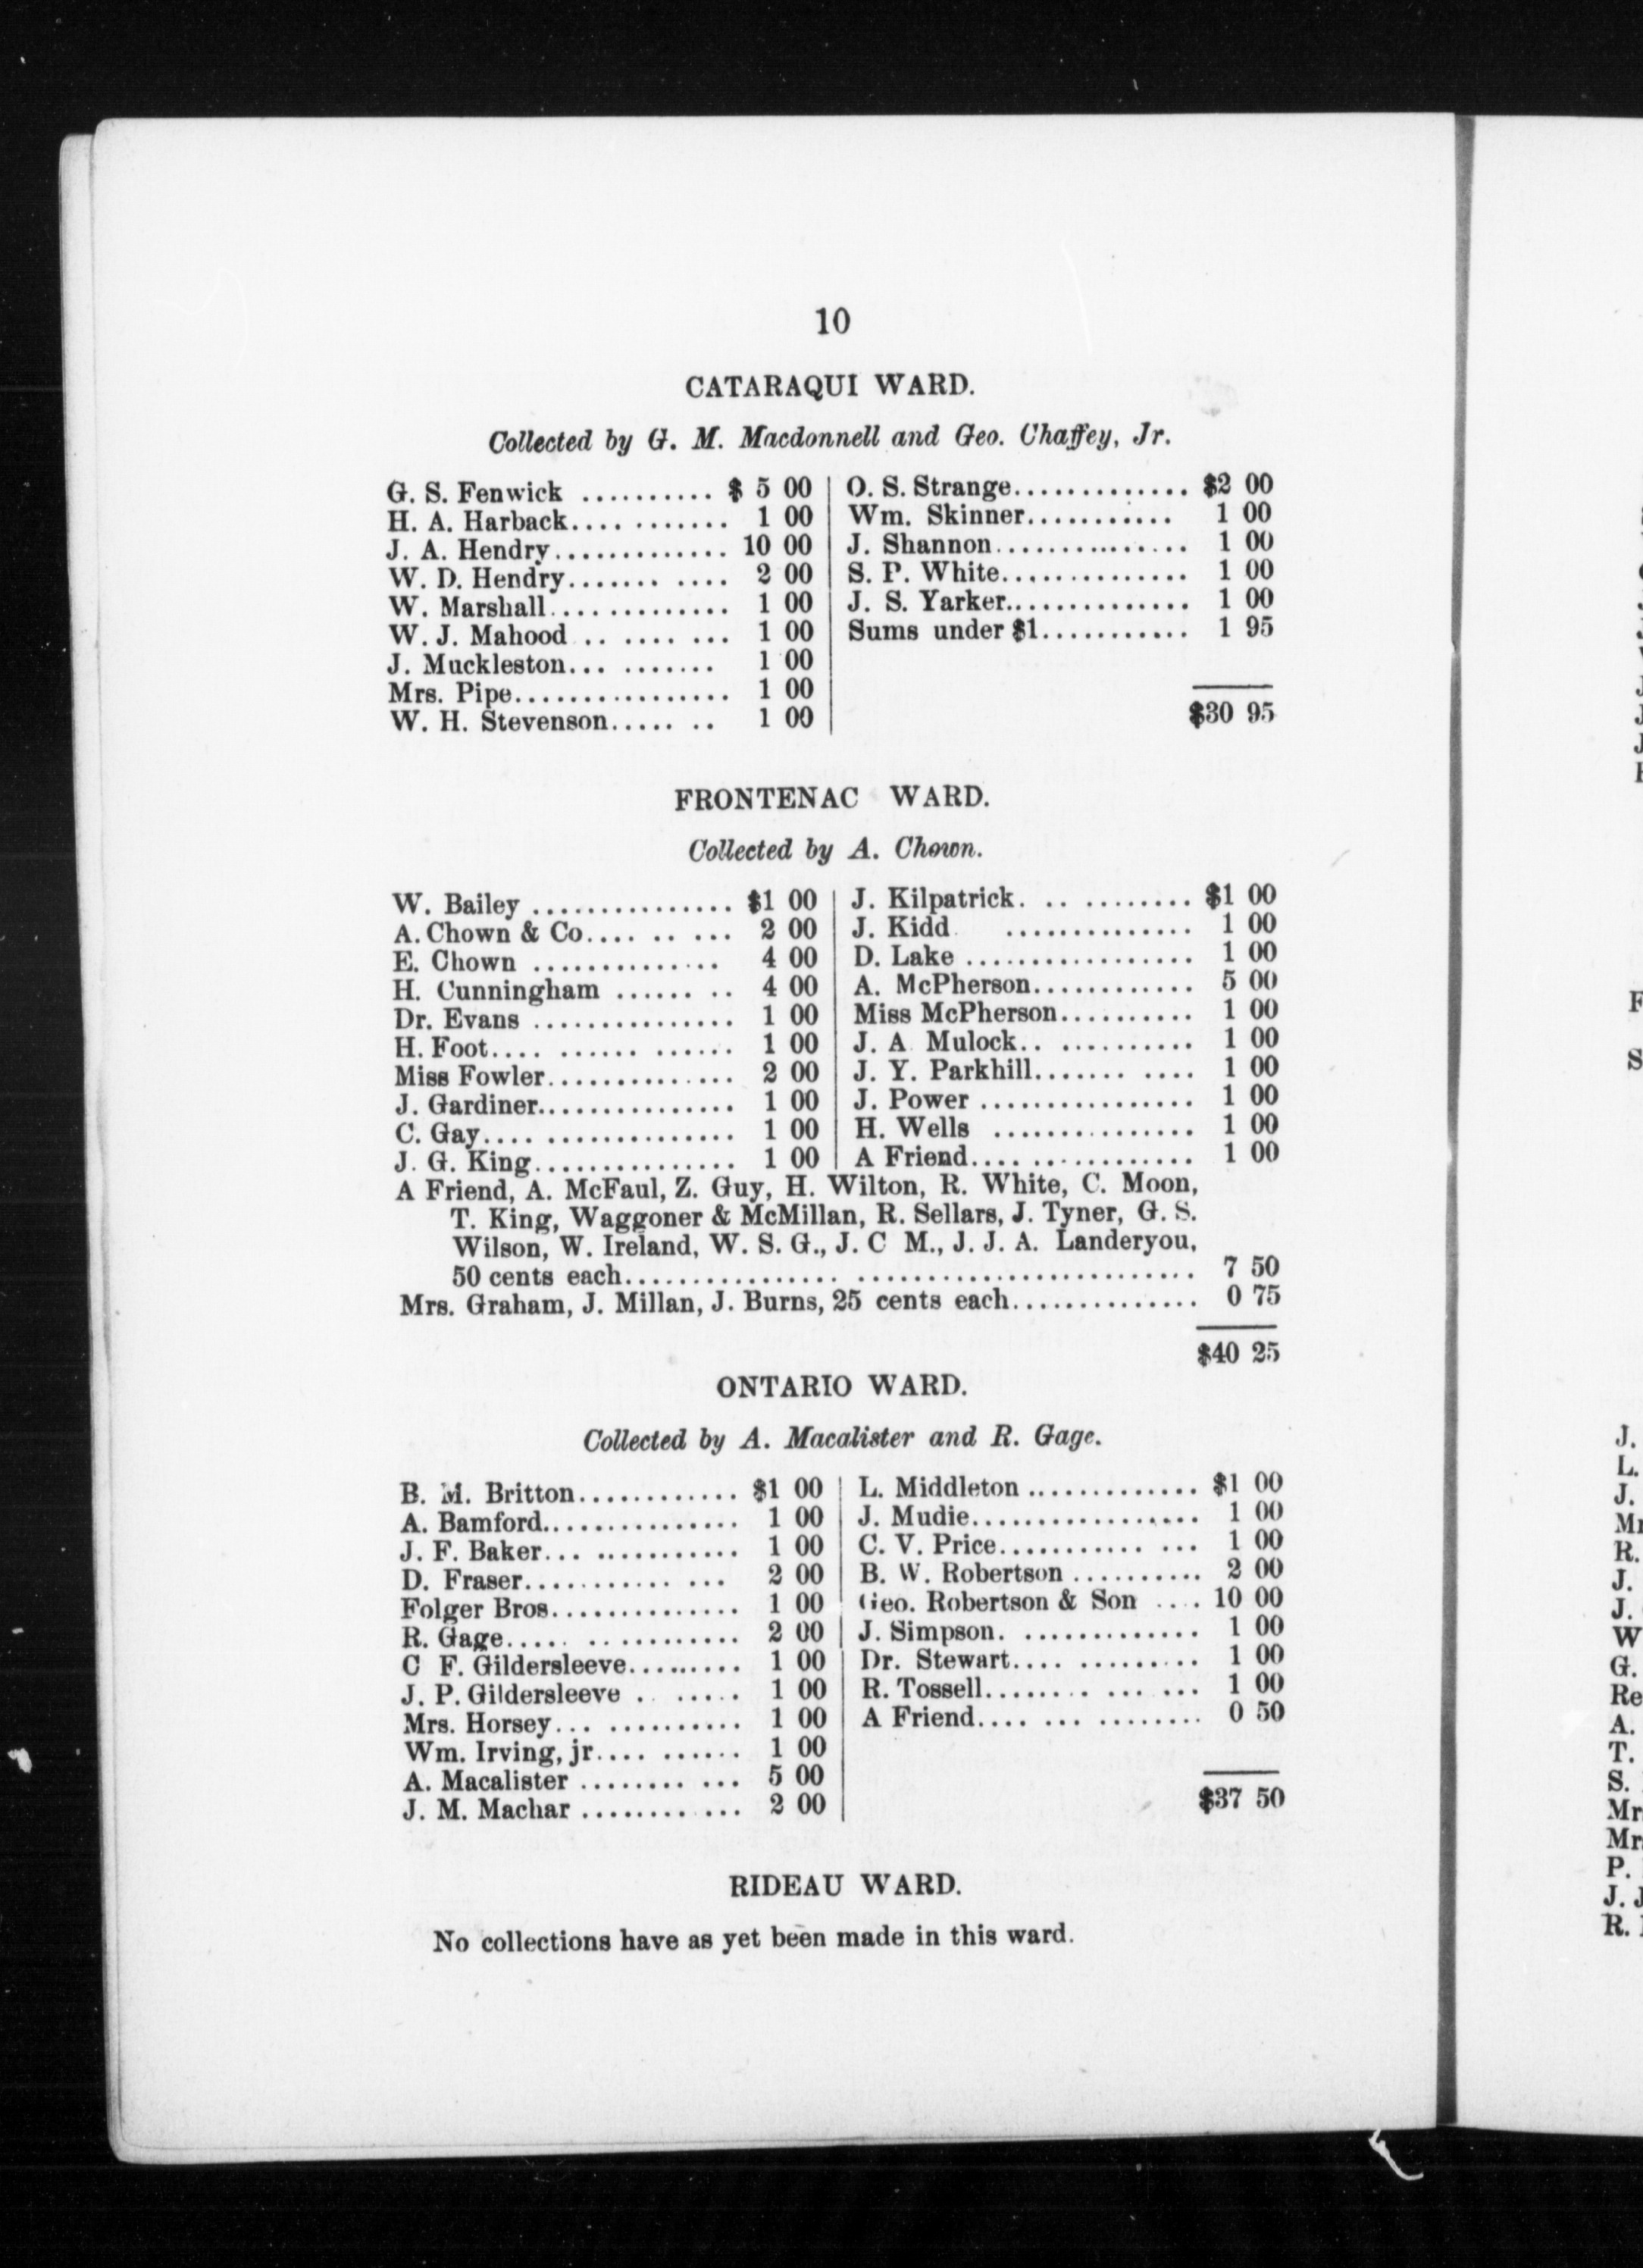 10
CATARAQUI WARD.
Collected by G. M. Macdonnell and Geo. Chaffey, Jr.
G. S. Fenwick .......... $ 5 00
H. A. Harback............ 1 00
J. A. Hendry............. 10 00
W. D. Hendry....... .... 2 00
W. Marshall............. 1 00
W. J. Mahood .. ....... ... 1 00
J. Muckleston... ....... 1 00
Mrs. Pipe................ 1 00
W. H. Stevenson..... .. 1 00
O. S. Strange............. $2 00
Wm. Skinner........... 1 00
J. Shannon.............. 1 00
S. P. White.............. 1 00
J. S. Yarker.............. 1 00
Sums under $1........... 1 95
$30 95
FRONTENAC WARD.
Collected by A. Chown.
W. Bailey ............... $1 00
A. Chown & Co.... .. ... 2 00
E. Chown .............. 4 00
H. Cunningham ...... .. 4 00
Dr. Evans ............... 1 00
H. Foot.... ...... ...... 1 00
Miss Fowler.............. 2 00
J. Gardiner............... 1 00
C. Gay.... .............. 1 00
J. G. King............... 1 00
J. Kilpatrick. .. ........ $1 00
J. Kidd .............. 1 00
D. Lake ................. 1 00
A. McPherson............ 5 00
Miss McPherson.......... 1 00
J. A Mulock.. .......... 1 00
J. Y. Parkhill....... .... 1 00
J. Power ................ 1 00
H. Wells ............... 1 00
A Friend.... ............ 1 00
A Friend, A. McFaul, Z. Guy, H. Wilton, R. White, C. Moon,
T. King, Waggoner & McMillan, R. Sellars, J. Tyner, G. S.
Wilson, W. Ireland, W. S. G., J. C M., J. J. A. Landeryou,
50 cents each................ ......................... 7 50
Mrs. Graham, J. Millan, J. Burns, 25 cents each.............. 0 75
$40 25
ONTARIO WARD.
Collected by A. Macalister and R. Gage.
B. M. Britton............ $1 00
A. Bamford............... 1 00
J. F. Baker... ........... 1 00
D. Fraser........... ... 2 00
Folger Bros.............. 1 00
R. Gage..... ........... 2 00
C F. Gildersleeve......... 1 00
J. P. Gildersleeve . ..... 1 00
Mrs. Horsey... .......... 1 00
Wm. Irving, jr.... ...... 1 00
A. Macalister ........ ... 5 00
J. M. Machar ............ 2 00
L. Middleton ............. $1 00
J. Mudie................. 1 00
C. V. Price........... ... 1 00
B. W. Robertson .......... 2 00
Geo. Robertson & Son .... 10 00
J. Simpson. ............. 1 00
Dr. Stewart.... ......... 1 00
R. Tossell........ ... ... 1 00
A Friend.... ... ........ 0 50
$37 50
RIDEAU WARD.
No collections have as yet been made in this ward.